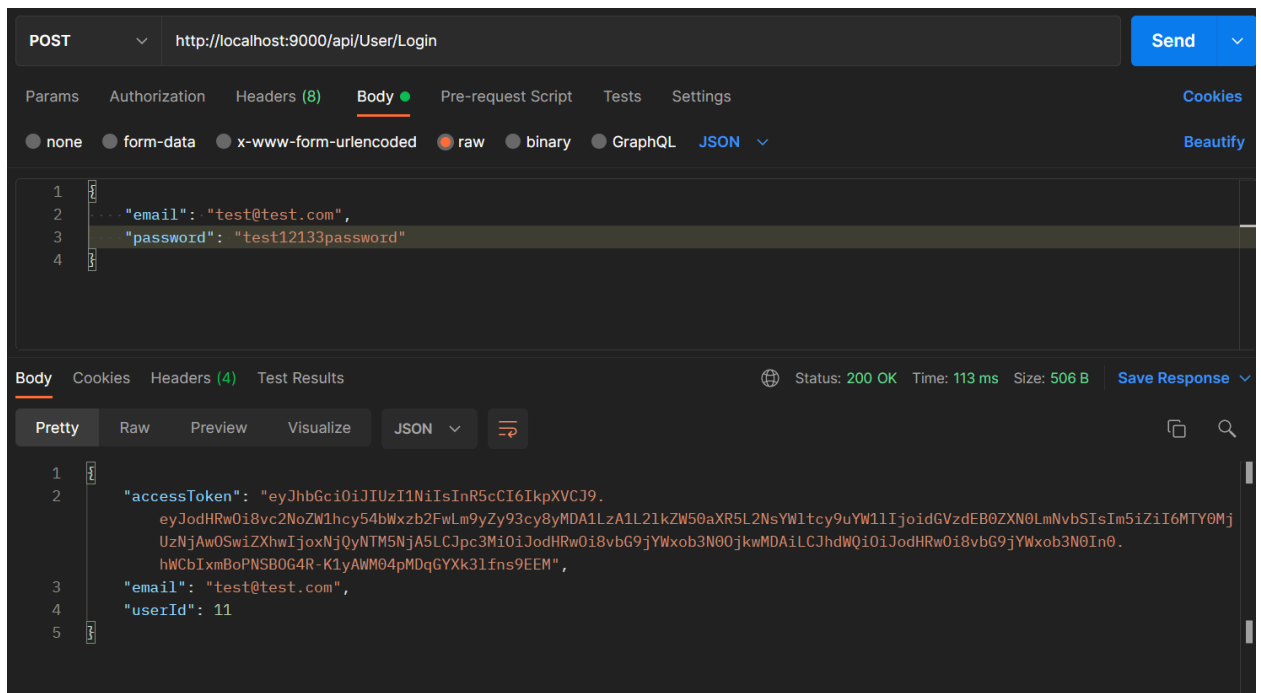 POST http://localhost:9000/api/User/Login Send
Params Authorization Headers (8) Body Pre-request Script Tests Settings Cookies
none form-data x-www-form-urlencoded raw binary GraphQL JSON Beautify
1 {
2 "email": "test@test.com",
3 "password": "test12133password"
4 }
Body Cookies Headers (4) Test Results Status: 200 OK Time: 113 ms Size: 506 B Save Response
Pretty Raw Preview Visualize JSON
1 {
2 "accessToken": "eyJhbGciOiJIUzI1NiIsInR5cCI6IkpXVCJ9.
eyJodHRwOi8vc2NoZW1hcy54bWxzb2FwLm9yZy93cy8yMDA1LzA1L2lkZW50aXR5L2NsYWltcy9uYW1lIjoidGVzdEB0ZXN0LmNvbSIsIm5iZiI6MTY0Mj
UzNjAwOSwiZXhwIjoxNjQyNTM5NjA5LCJpc3MiOiJodHRwOi8vbG9jYWxob3N0OjkwMDAiLCJhdWQiOiJodHRwOi8vbG9jYWxob3N0In0.
hWCbIxmBoPNSBOG4R-K1yAWM04pMDqGYXk3lfns9EEM",
3 "email": "test@test.com",
4 "userId": 11
5 }